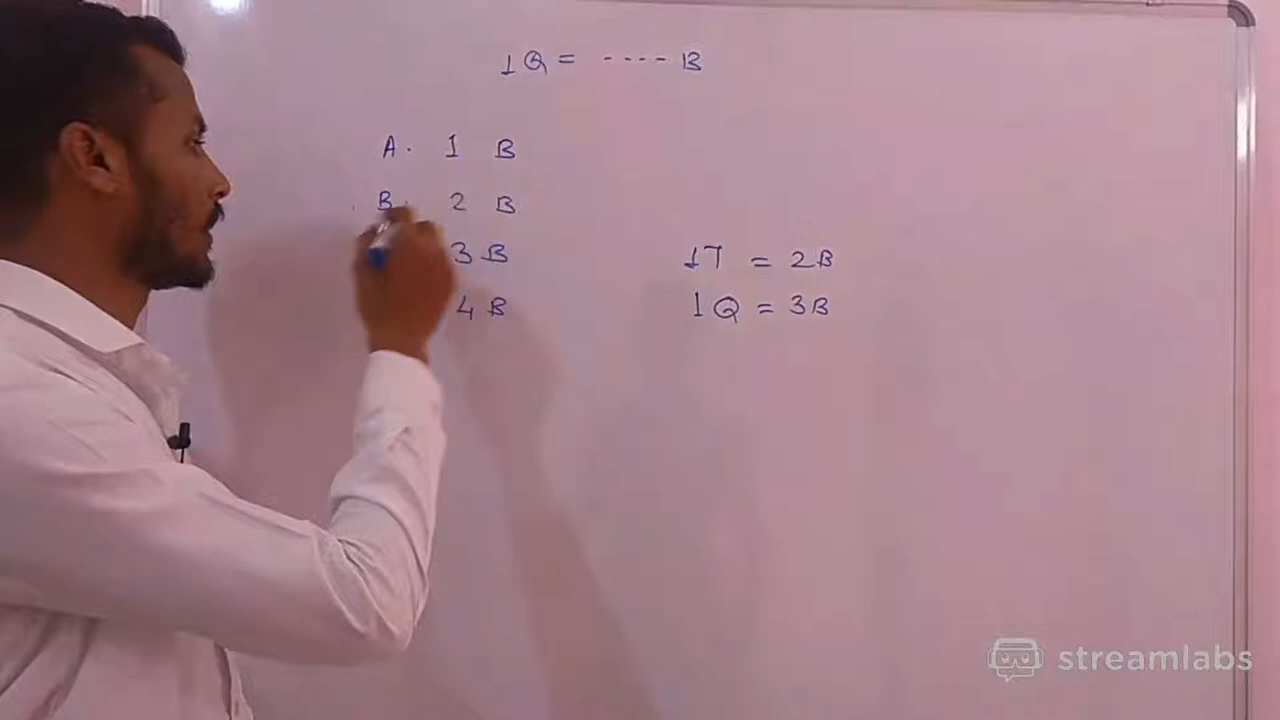 1Q = ---- B
A. 1 B
B. 2 B
3 B
4 B
1T = 2B
1Q = 3B
streamlabs